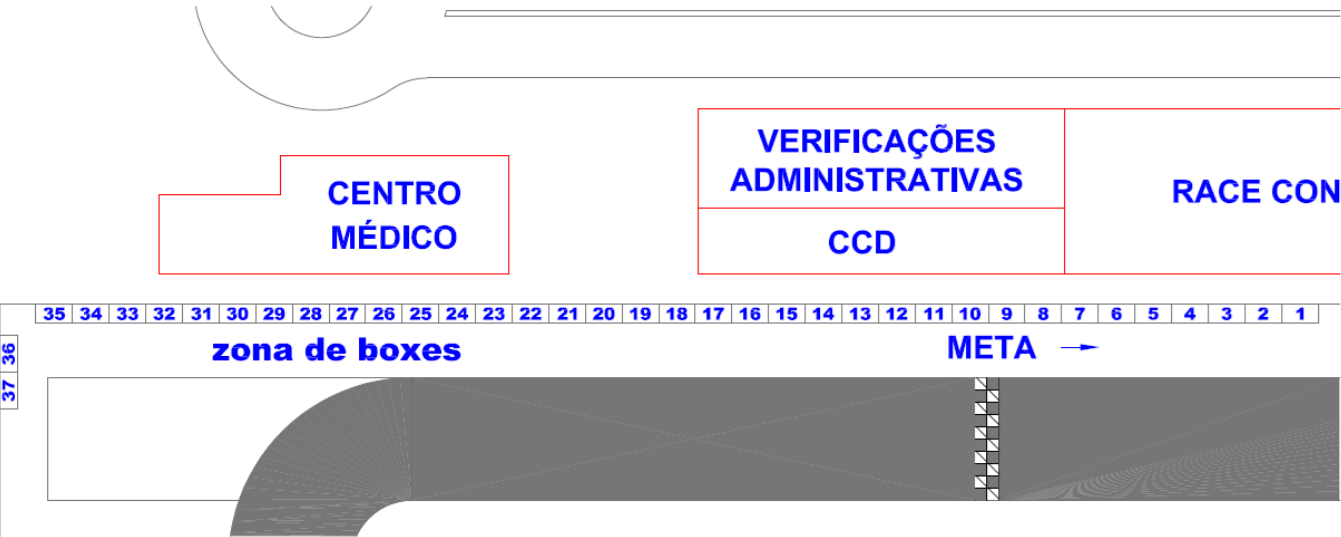 VERIFICAÇÕES
ADMINISTRATIVAS
CENTRO
MÉDICO
CCD
RACE CON
35 34 33 32 31 30 29 28 27 26 25 24 23 22 21 20 19 18 17 16 15 14 13 12 11 10 9 8 7 6 5 4 3 2 1
36
37
zona de boxes
META